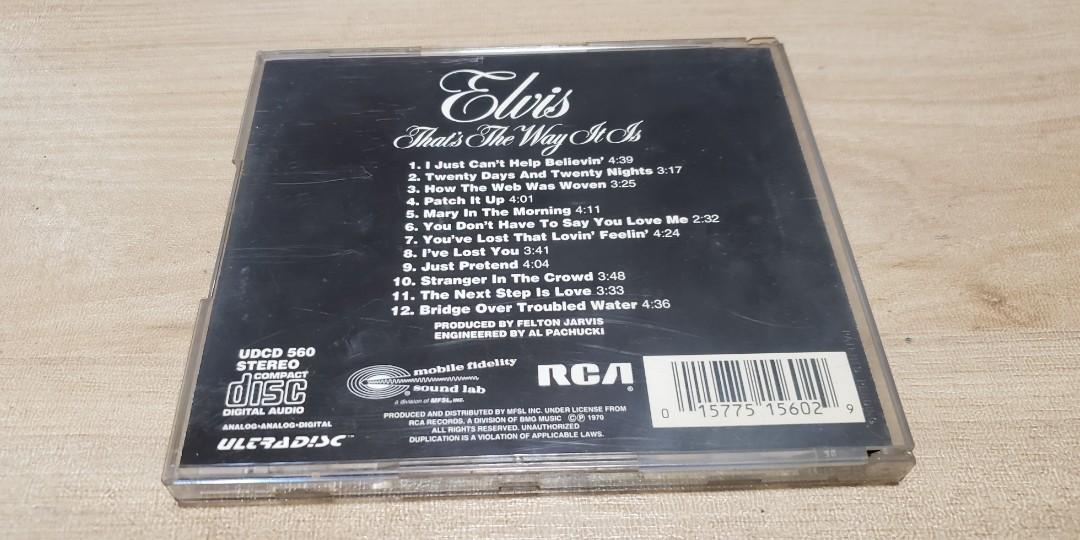 Elvis
That's The Way It Is
1. I Just Can't Help Believin' 4:39
2. Twenty Days And Twenty Nights 3:17
3. How The Web Was Woven 3:25
4. Patch It Up 4:01
5. Mary In The Morning 4:11
6. You Don't Have To Say You Love Me 2:32
7. You've Lost That Lovin' Feelin' 4:24
8. I've Lost You 3:41
9. Just Pretend 4:04
10. Stranger In The Crowd 3:48
11. The Next Step Is Love 3:33
12. Bridge Over Troubled Water 4:36
PRODUCED BY FELTON JARVIS
ENGINEERED BY AL PACHUCKI
UDCD 560
STEREO
COMPACT
disc
DIGITAL AUDIO
ANALOG•ANALOG•DIGITAL
ULTRADISC™
mobile fidelity
sound lab
a division of MFSL, INC.
RCA®
PRODUCED AND DISTRIBUTED BY MFSL INC. UNDER LICENSE FROM
RCA RECORDS, A DIVISION OF BMG MUSIC ©℗ 1970
ALL RIGHTS RESERVED. UNAUTHORIZED
DUPLICATION IS A VIOLATION OF APPLICABLE LAWS.
0 15775 15602 9